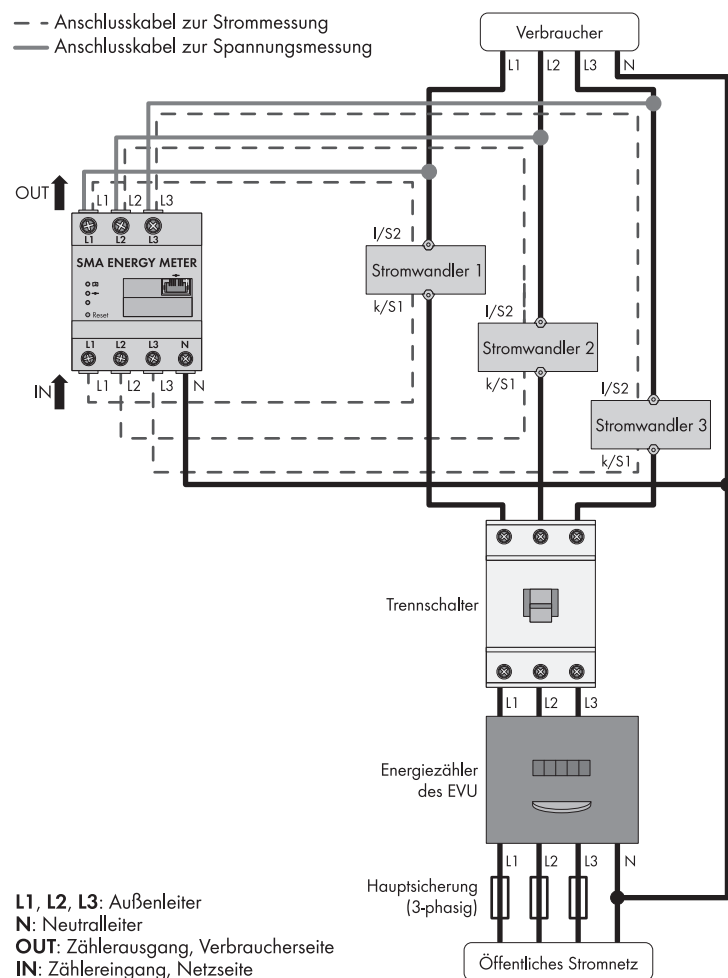 Anschlusskabel zur Strommessung
Anschlusskabel zur Spannungsmessung
Verbraucher
L1 L2 L3 N
OUT
L1 L2 L3
L1 L2 L3
SMA ENERGY METER
Reset
L1 L2 L3 N
IN
L1 L2 L3 N
l/S2
Stromwandler 1
k/S1
l/S2
Stromwandler 2
k/S1
l/S2
Stromwandler 3
k/S1
Trennschalter
L1 L2 L3
Energiezähler
des EVU
L1 L2 L3 N
Hauptsicherung
(3-phasig)
Öffentliches Stromnetz
L1, L2, L3: Außenleiter
N: Neutralleiter
OUT: Zählerausgang, Verbraucherseite
IN: Zählereingang, Netzseite